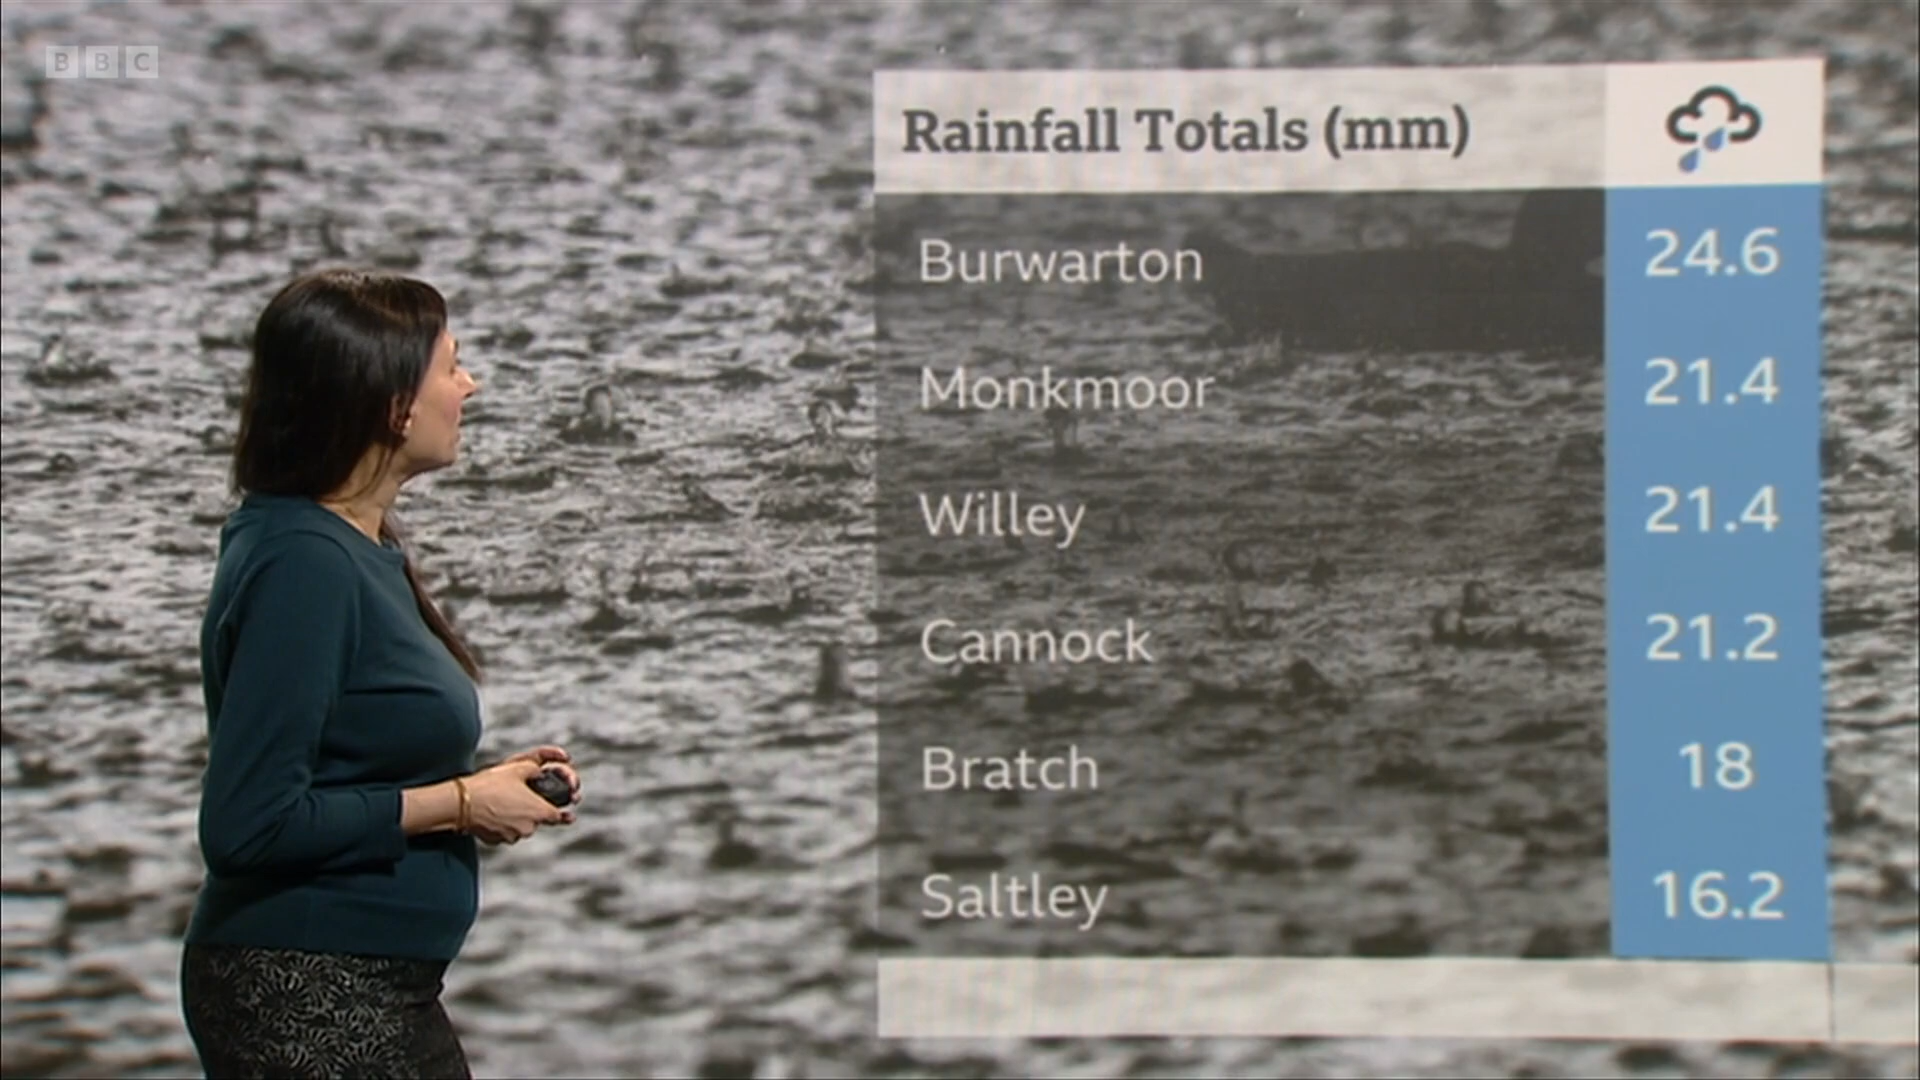 BBC
Rainfall Totals (mm)
Burwarton 24.6
Monkmoor 21.4
Willey 21.4
Cannock 21.2
Bratch 18
Saltley 16.2